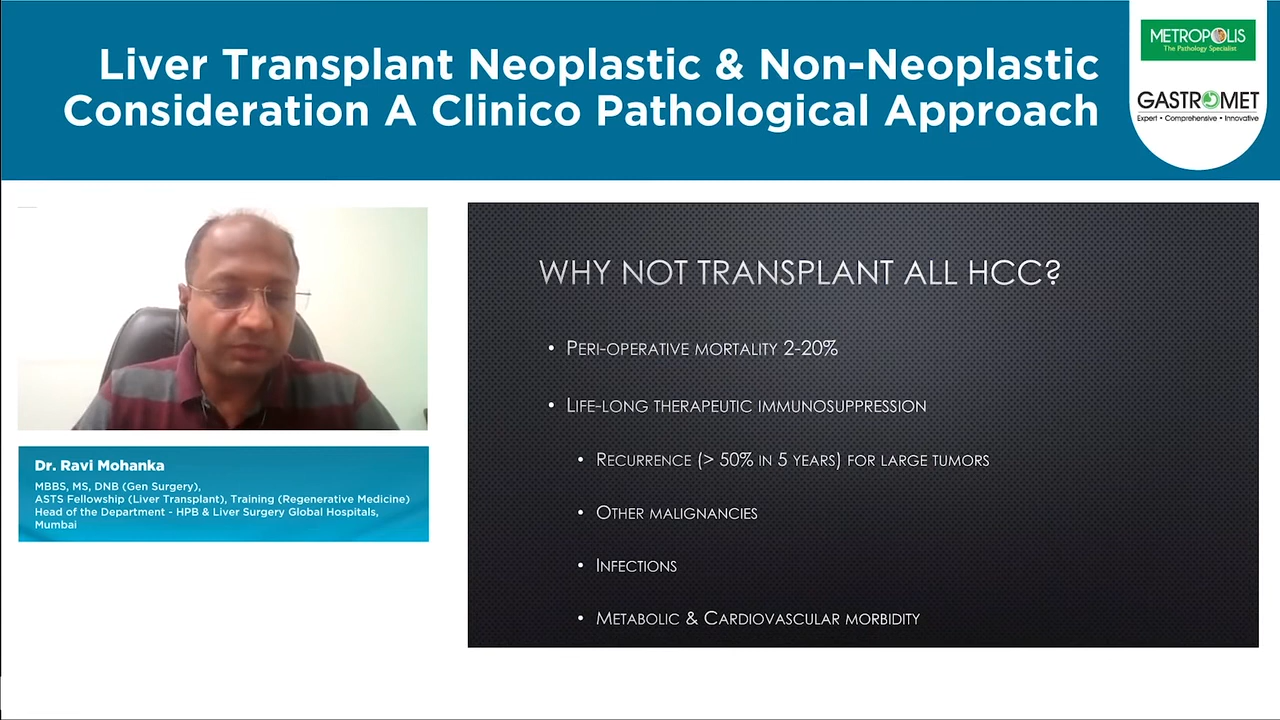 Liver Transplant Neoplastic & Non-Neoplastic
Consideration A Clinico Pathological Approach
METROPOLIS
The Pathology Specialist
GASTROMET
Expert • Comprehensive • Innovative
WHY NOT TRANSPLANT ALL HCC?
• PERI-OPERATIVE MORTALITY 2-20%
• LIFE-LONG THERAPEUTIC IMMUNOSUPPRESSION
• RECURRENCE (> 50% IN 5 YEARS) FOR LARGE TUMORS
• OTHER MALIGNANCIES
• INFECTIONS
• METABOLIC & CARDIOVASCULAR MORBIDITY
Dr. Ravi Mohanka
MBBS, MS, DNB (Gen Surgery),
ASTS Fellowship (Liver Transplant), Training (Regenerative Medicine)
Head of the Department - HPB & Liver Surgery Global Hospitals,
Mumbai